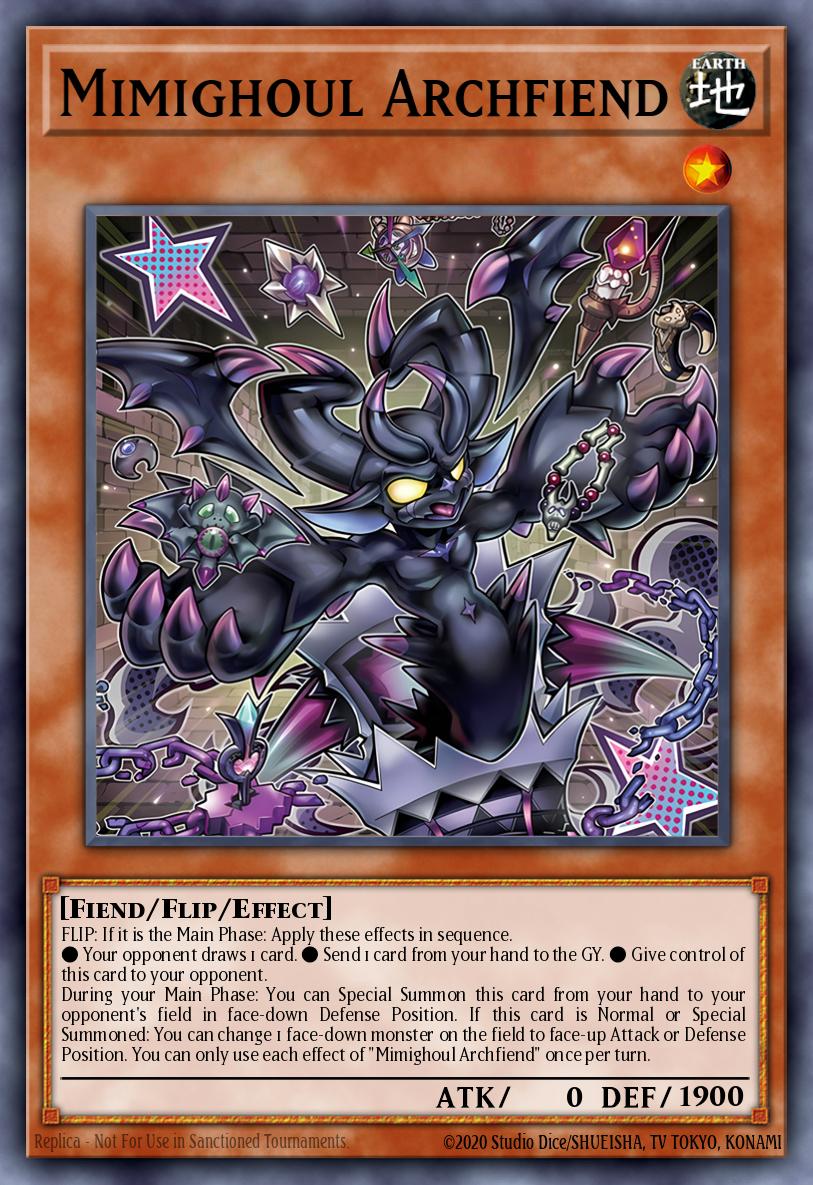 MIMIGHOUL ARCHFIEND
EARTH
地
[FIEND/FLIP/EFFECT]
FLIP: If it is the Main Phase: Apply these effects in sequence.
● Your opponent draws 1 card. ● Send 1 card from your hand to the GY. ● Give control of
this card to your opponent.
During your Main Phase: You can Special Summon this card from your hand to your
opponent's field in face-down Defense Position. If this card is Normal or Special
Summoned: You can change 1 face-down monster on the field to face-up Attack or Defense
Position. You can only use each effect of "Mimighoul Archfiend" once per turn.
ATK/ 0 DEF/ 1900
Replica - Not For Use in Sanctioned Tournaments.
©2020 Studio Dice/SHUEISHA, TV TOKYO, KONAMI